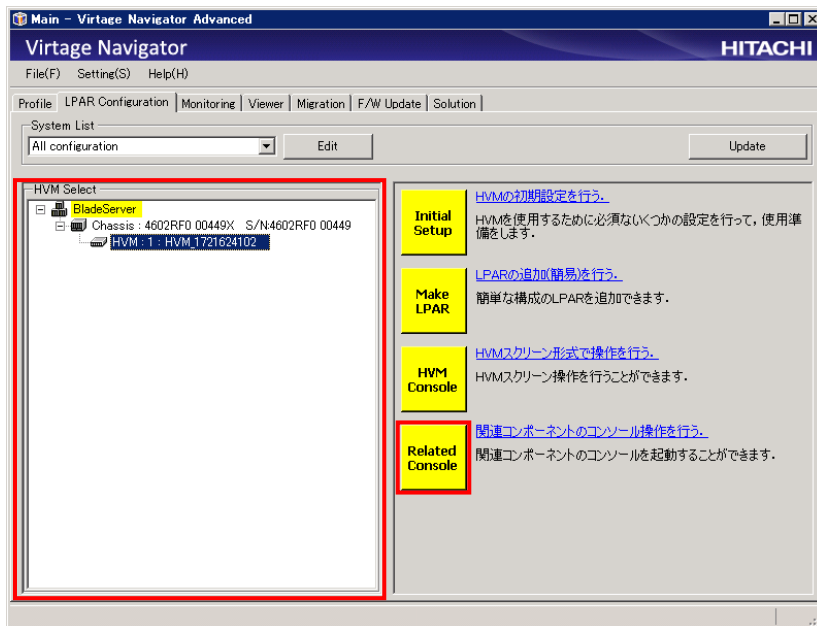 Main - Virtage Navigator Advanced
Virtage Navigator
HITACHI
File(F) Setting(S) Help(H)
Profile LPAR Configuration Monitoring Viewer Migration F/W Update Solution
System List
All configuration
Edit
Update
HVM Select
BladeServer
Chassis : 4602RF0 00449X S/N:4602RF0 00449
HVM : 1 : HVM_1721624102
Initial
Setup
HVMの初期設定を行う.
HVMを使用するために必須ないくつかの設定を行って, 使用準
備をします.
Make
LPAR
LPARの追加(簡易)を行う.
簡単な構成のLPARを追加できます.
HVM
Console
HVMスクリーン形式で操作を行う.
HVMスクリーン操作を行うことができます.
Related
Console
関連コンポーネントのコンソール操作を行う.
関連コンポーネントのコンソールを起動することができます.